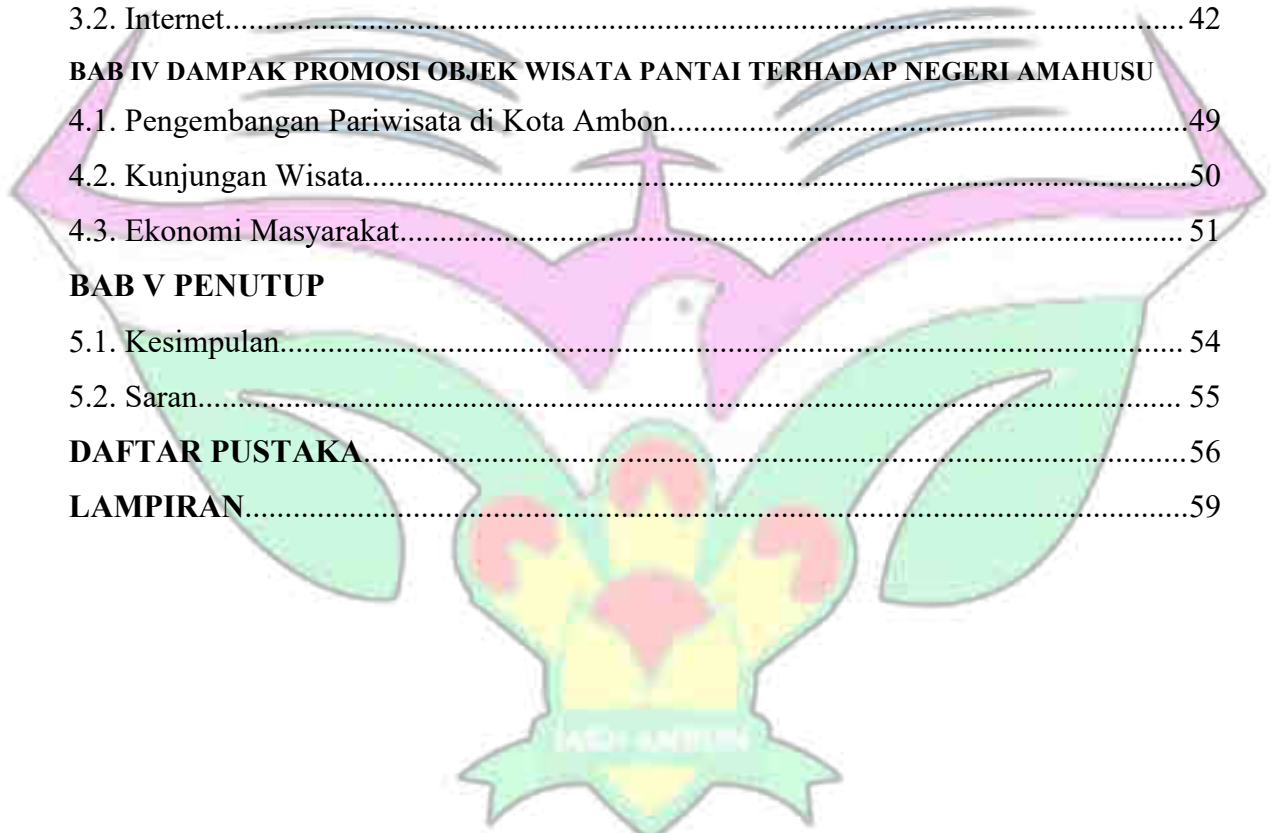 3.2. Internet........................................................................................................42
BAB IV DAMPAK PROMOSI OBJEK WISATA PANTAI TERHADAP NEGERI AMAHUSU
4.1. Pengembangan Pariwisata di Kota Ambon.................................................................49
4.2. Kunjungan Wisata........................................................................................................50
4.3. Ekonomi Masyarakat.................................................................................................... 51
BAB V PENUTUP
5.1. Kesimpulan.................................................................................................................... 54
5.2. Saran.............................................................................................................................. 55
DAFTAR PUSTAKA.........................................................................................................56
LAMPIRAN........................................................................................................................59